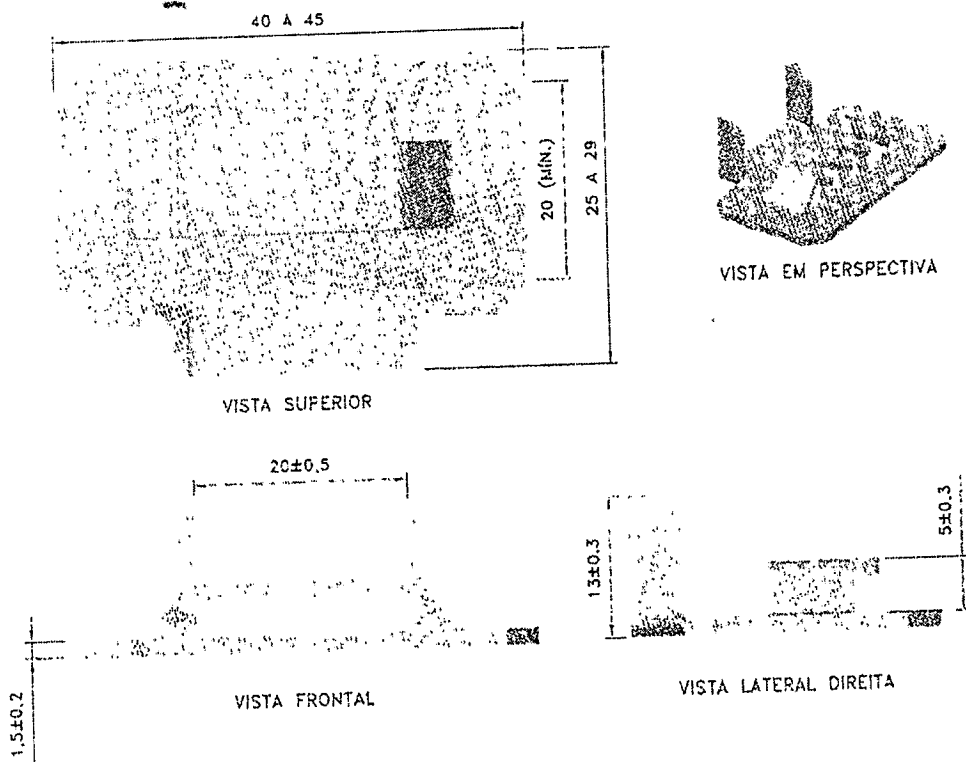 40 A 45
20 (MÍN.)
25 A 29
VISTA EM PERSPECTIVA
VISTA SUPERIOR
20±0,5
13±0,3
5±0,3
1,5±0,2
VISTA FRONTAL
VISTA LATERAL DIREITA